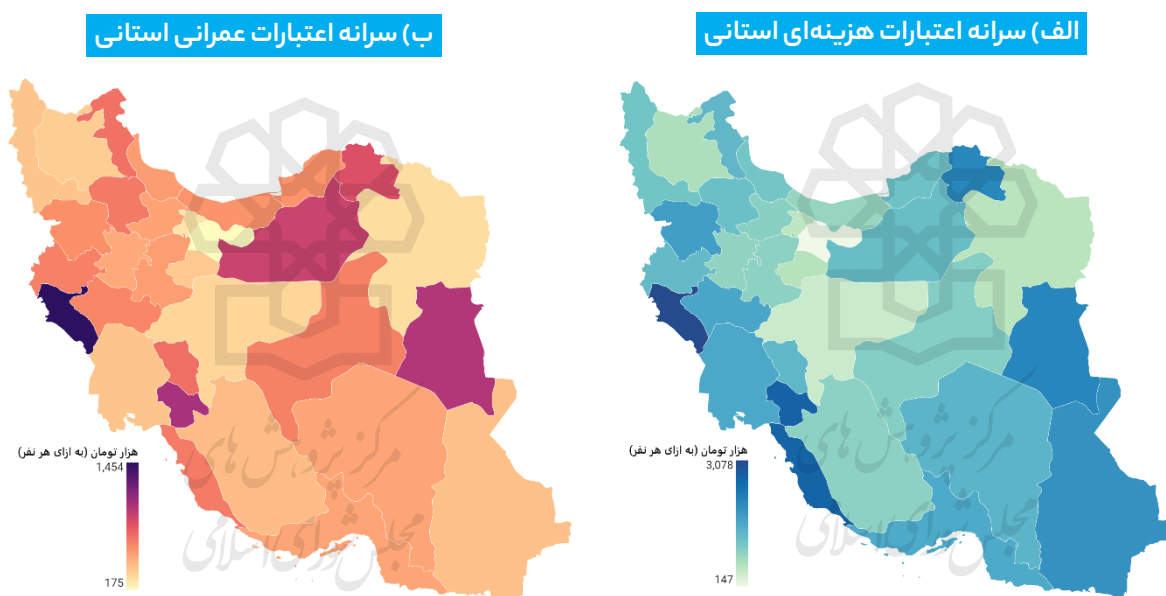 الف) سرانه اعتبارات هزینه‌ای استانی
هزار تومان (به ازای هر نفر)
3,078
147
ب) سرانه اعتبارات عمرانی استانی
هزار تومان (به ازای هر نفر)
1,454
175
مرکز پژوهش های
مجلس شورای اسلامی
مرکز پژوهش های
مجلس شورای اسلامی